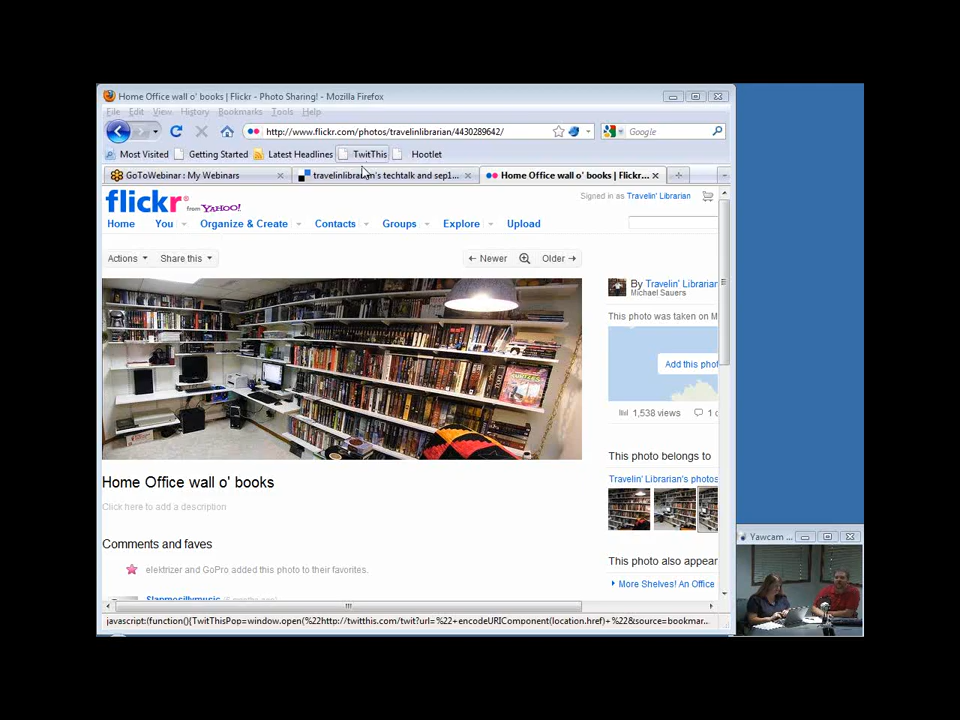 Home Office wall o' books | Flickr - Photo Sharing! - Mozilla Firefox
File Edit View History Bookmarks Tools Help
http://www.flickr.com/photos/travelinlibrarian/4430289642/
Google
Most Visited Getting Started Latest Headlines TwitThis Hootlet
GoToWebinar : My Webinars
travelinlibrarian's techtalk and sep1...
Home Office wall o' books | Flickr...
flickr from YAHOO!
Signed in as Travelin' Librarian
Home You Organize & Create Contacts Groups Explore Upload
Actions Share this
Newer Older
By Travelin' Librarian
Michael Sauers
This photo was taken on M
Add this phot
1,538 views 1 c
Home Office wall o' books
Click here to add a description
This photo belongs to
Travelin' Librarian's photos
Comments and faves
elektrizer and GoPro added this photo to their favorites.
This photo also appear
More Shelves! An Office
javascript:(function(){TwitThisPop=window.open(%22http://twitthis.com/twit?url=%22+encodeURIComponent(location.href)+%22&source=bookmar...
Yawcam ...